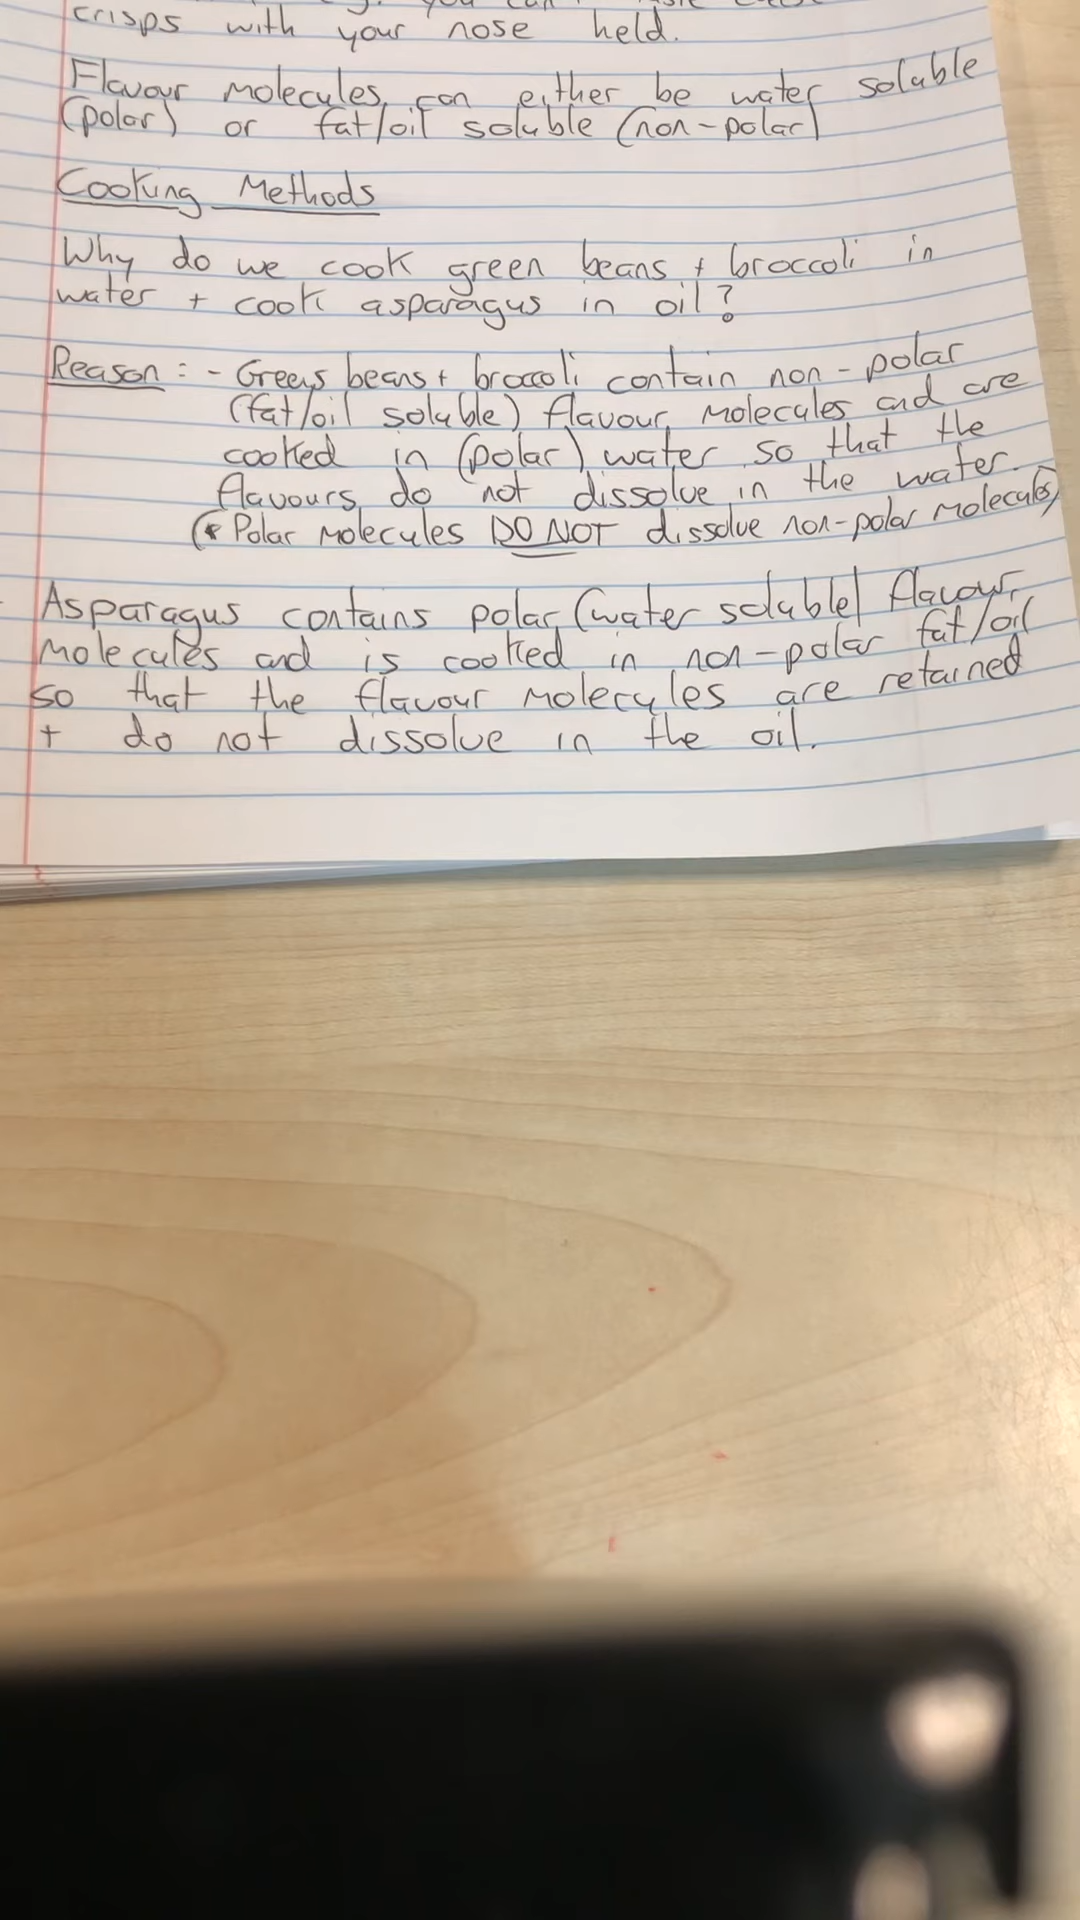 crisps with your nose held.
Flavour molecules can either be water soluble
(polar) or fat/oil soluble (non-polar)
Cooking Methods
Why do we cook green beans + broccoli in
water + cook asparagus in oil?
Reason : - Greens beans + broccoli contain non-polar
(fat/oil soluble) flavour molecules and are
cooked in (polar) water so that the
flavours do not dissolve in the water.
(* Polar molecules DO NOT dissolve non-polar molecules)
Asparagus contains polar (water soluble) flavour
molecules and is cooked in non-polar fat/oil
so that the flavour molecules are retained
+ do not dissolve in the oil.